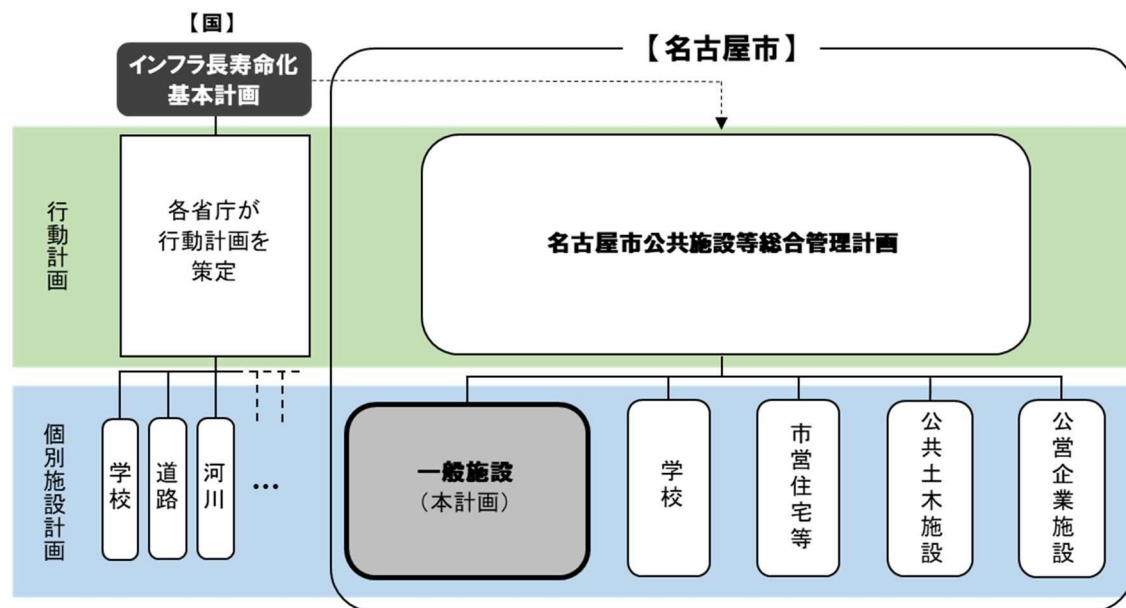 【国】
インフラ長寿命化
基本計画
【名古屋市】
行動計画
各省庁が
行動計画を
策定
名古屋市公共施設等総合管理計画
個別施設計画
学校
道路
河川
…
一般施設
（本計画）
学校
市営住宅等
公共土木施設
公営企業施設